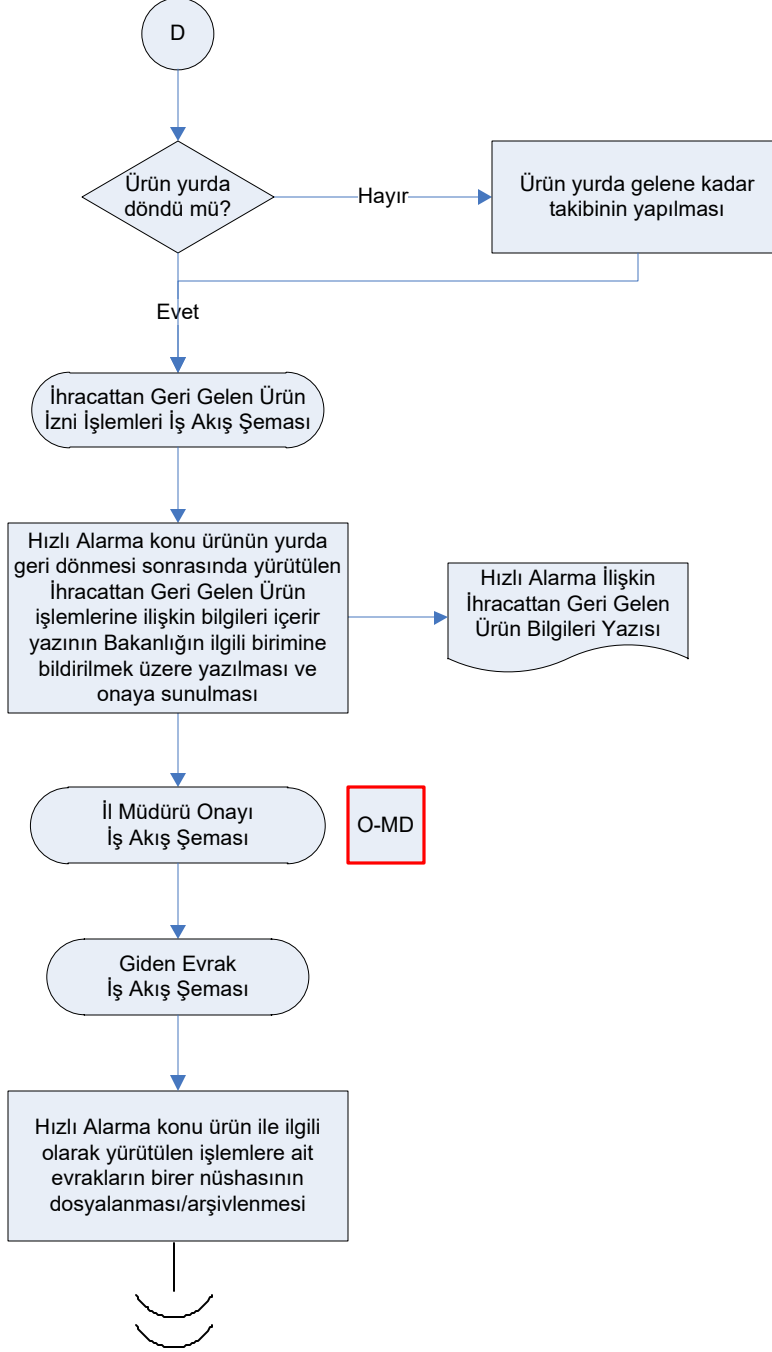 D
Ürün yurda
döndü mü?
Hayır
Ürün yurda gelene kadar
takibinin yapılması
Evet
İhracattan Geri Gelen Ürün
İzni İşlemleri İş Akış Şeması
Hızlı Alarma konu ürünün yurda
geri dönmesi sonrasında yürütülen
İhracattan Geri Gelen Ürün
işlemlerine ilişkin bilgileri içerir
yazının Bakanlığın ilgili birimine
bildirilmek üzere yazılması ve
onaya sunulması
Hızlı Alarma İlişkin
İhracattan Geri Gelen
Ürün Bilgileri Yazısı
İl Müdürü Onayı
İş Akış Şeması
O-MD
Giden Evrak
İş Akış Şeması
Hızlı Alarma konu ürün ile ilgili
olarak yürütülen işlemlere ait
evrakların birer nüshasının
dosyalanması/arşivlenmesi